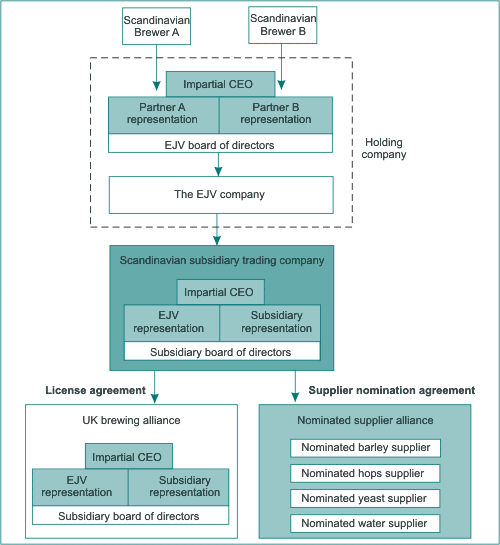 Scandinavian
Brewer A
Scandinavian
Brewer B
Impartial CEO
Partner A
representation
Partner B
representation
EJV board of directors
Holding
company
The EJV company
Scandinavian subsidiary trading company
Impartial CEO
EJV
representation
Subsidiary
representation
Subsidiary board of directors
License agreement
Supplier nomination agreement
UK brewing alliance
Impartial CEO
EJV
representation
Subsidiary
representation
Subsidiary board of directors
Nominated supplier alliance
Nominated barley supplier
Nominated hops supplier
Nominated yeast supplier
Nominated water supplier